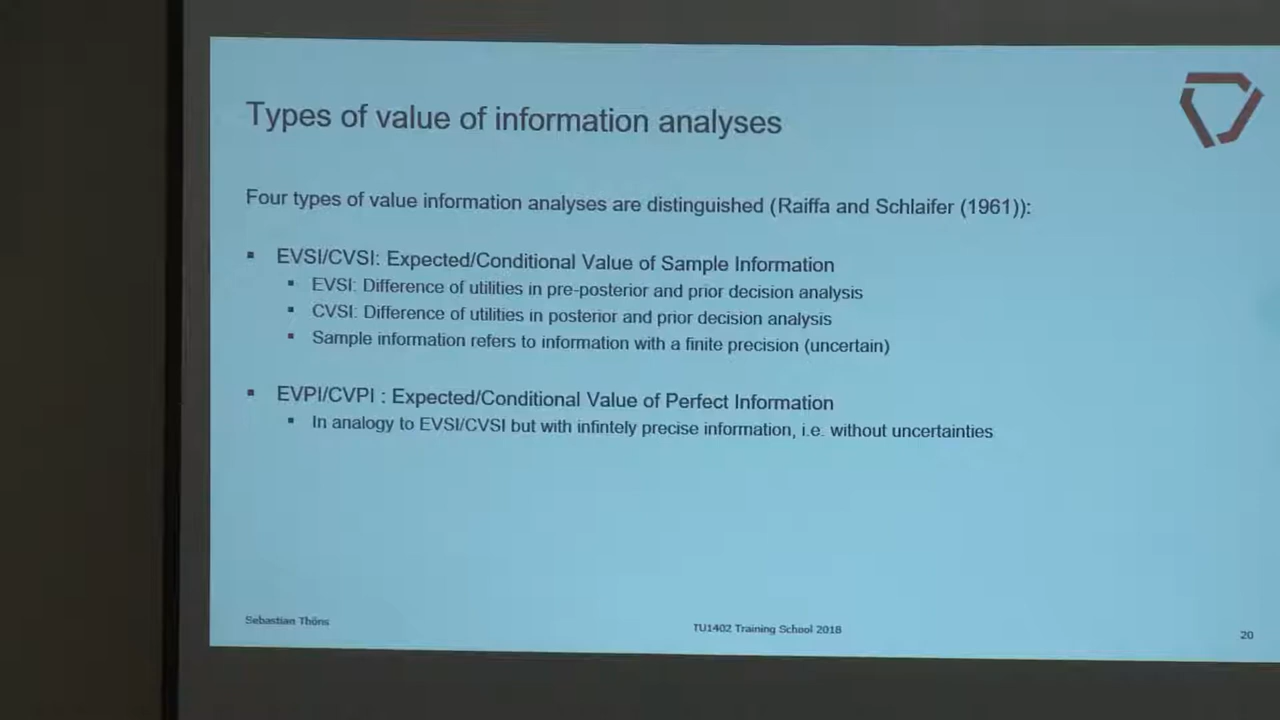 Types of value of information analyses
Four types of value information analyses are distinguished (Raiffa and Schlaifer (1961)):
▪ EVSI/CVSI: Expected/Conditional Value of Sample Information
▪ EVSI: Difference of utilities in pre-posterior and prior decision analysis
▪ CVSI: Difference of utilities in posterior and prior decision analysis
▪ Sample information refers to information with a finite precision (uncertain)
▪ EVPI/CVPI : Expected/Conditional Value of Perfect Information
▪ In analogy to EVSI/CVSI but with infintely precise information, i.e. without uncertainties
Sebastian Thöns
TU1402 Training School 2018
20